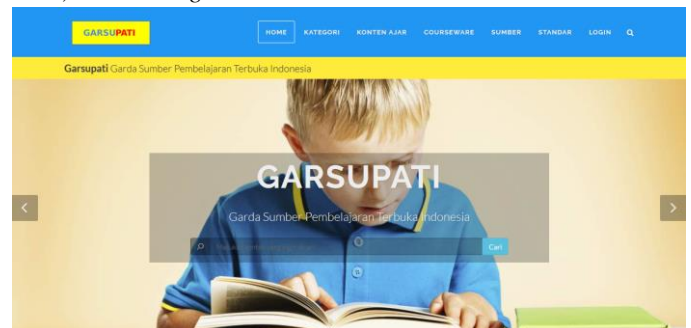 GARSUPATI
HOME KATEGORI KONTEN AJAR COURSEWARE SUMBER STANDAR LOGIN
Garsupati Garda Sumber Pembelajaran Terbuka Indonesia
GARSUPATI
Garda Sumber Pembelajaran Terbuka Indonesia
Cari